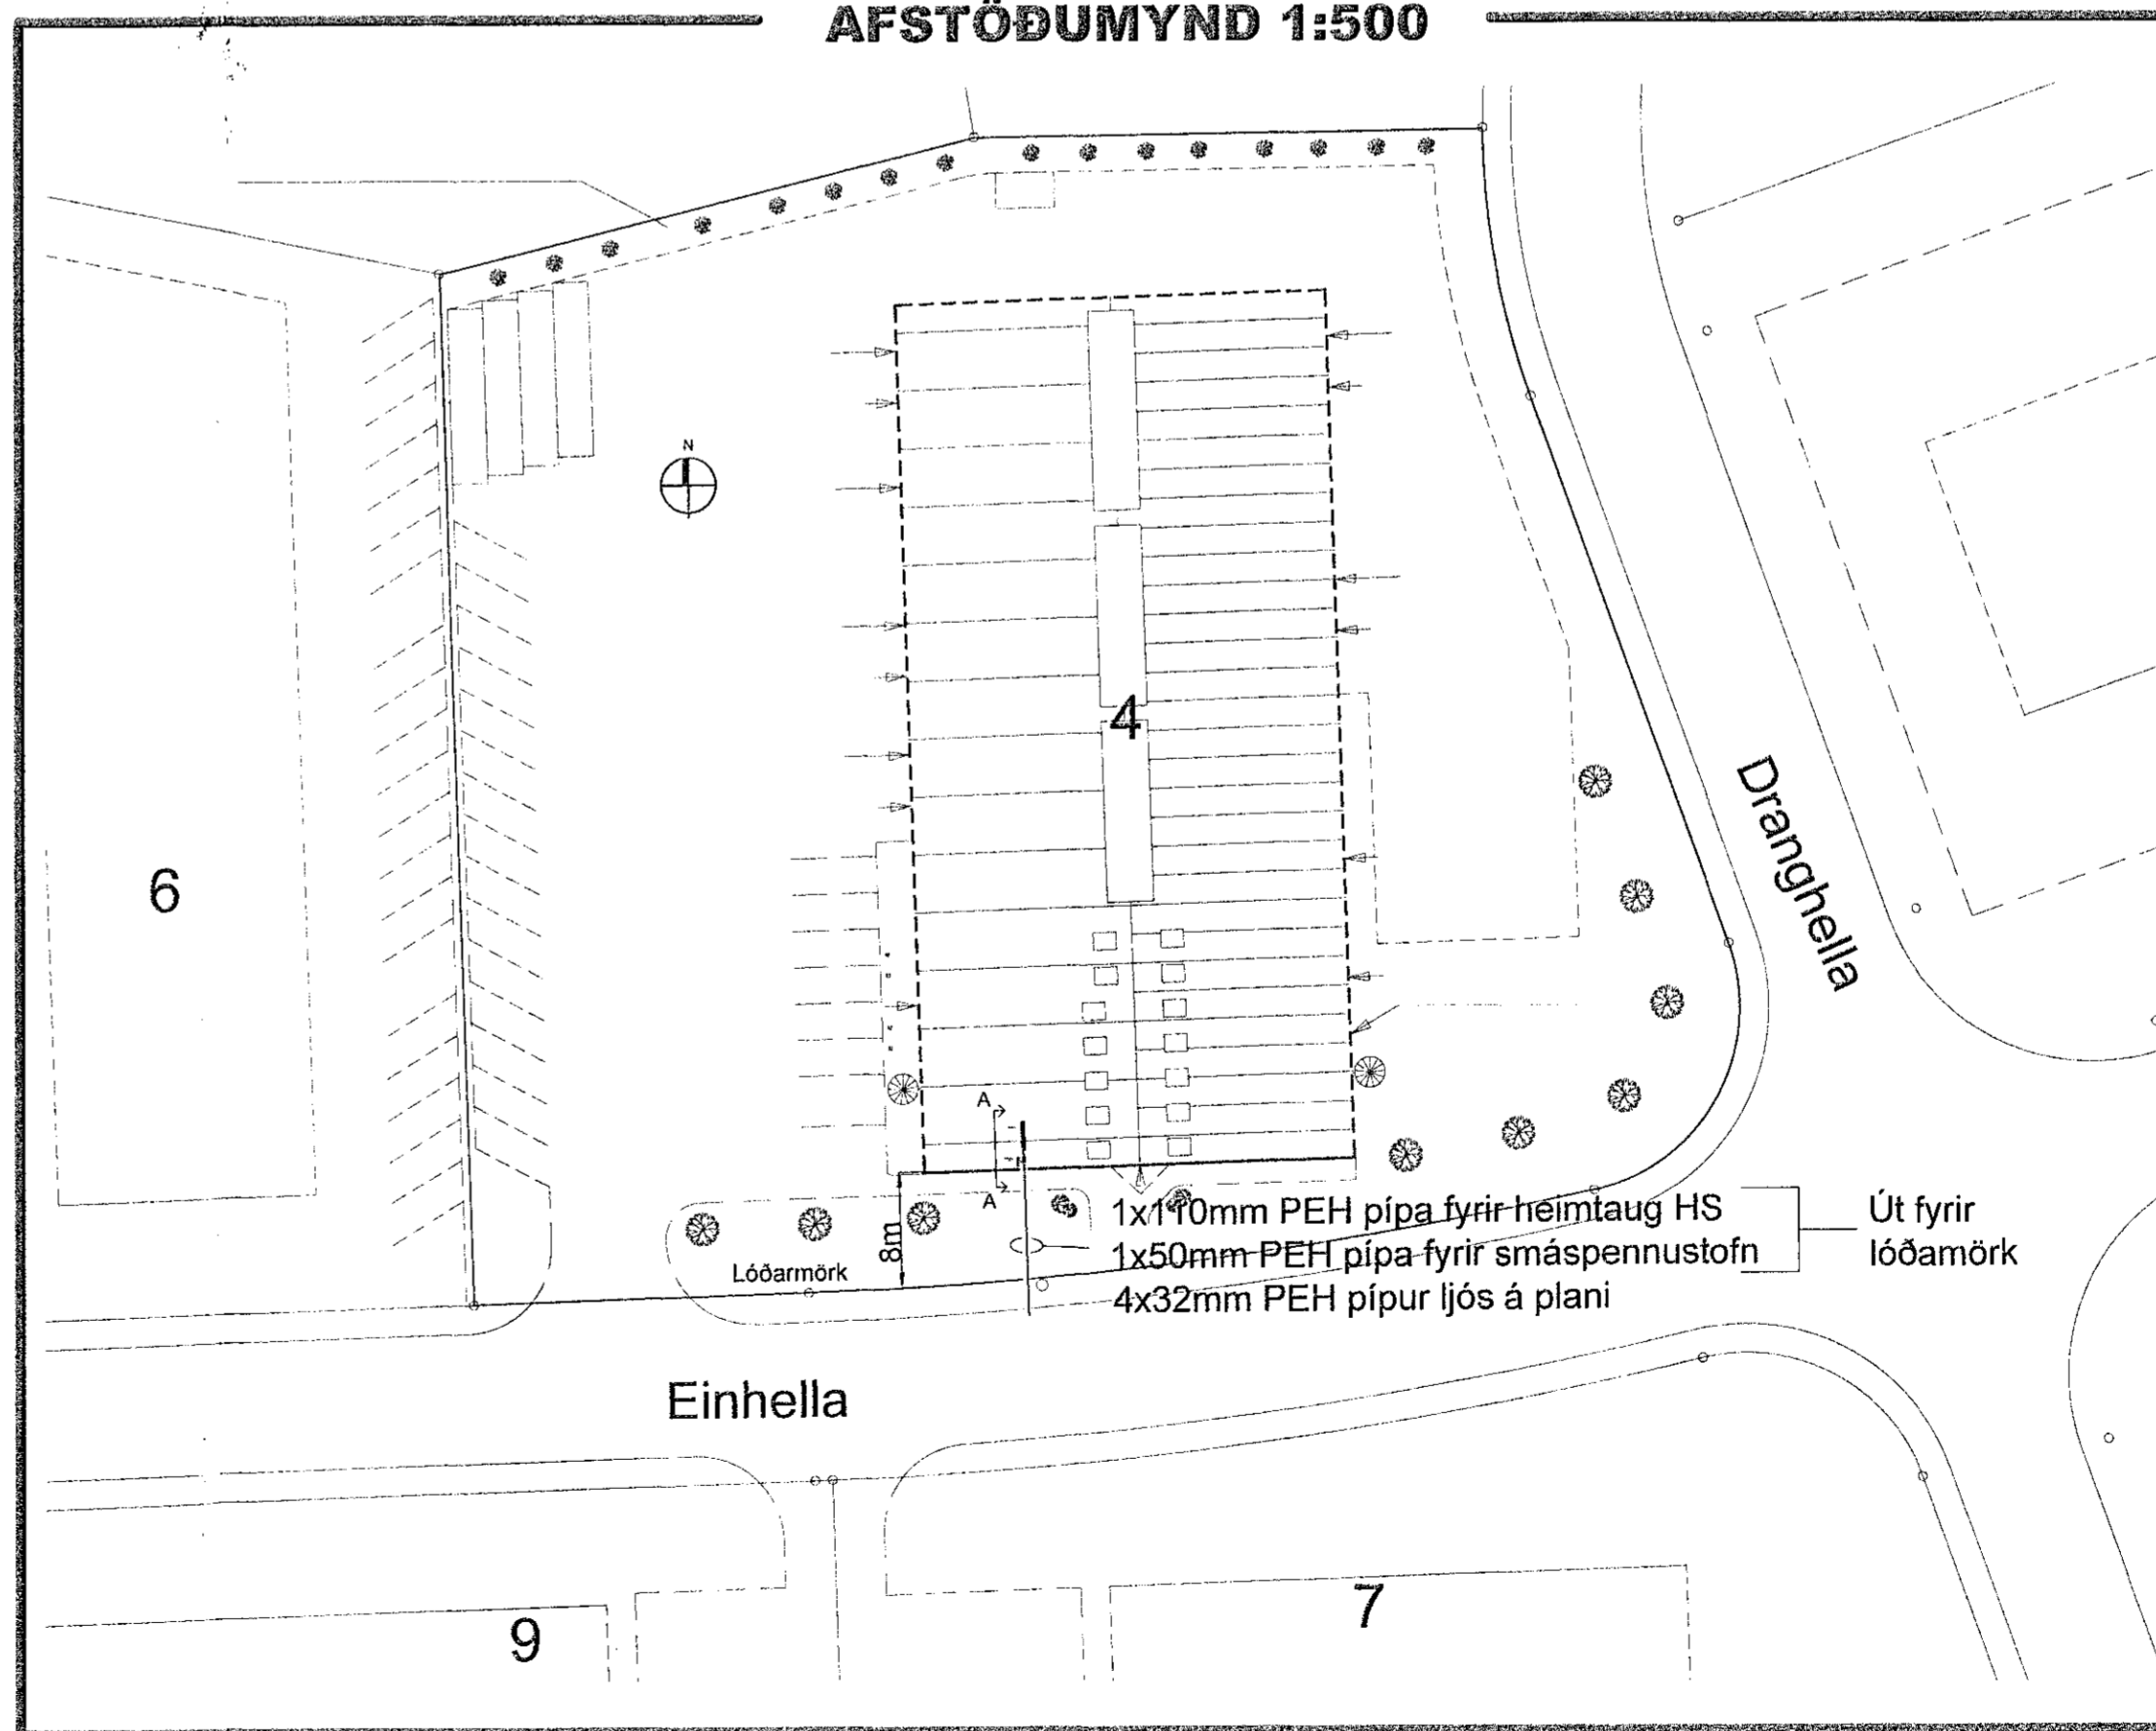 AFSTÖÐUMYND 1:500
N
4
6
Dranghella
A
A
8m
Lóðarmörk
1x110mm PEH pípa fyrir heimtaug HS
1x50mm PEH pípa fyrir smáspennustofn
4x32mm PEH pípur ljós á plani
Út fyrir
lóðamörk
Einhella
9
7